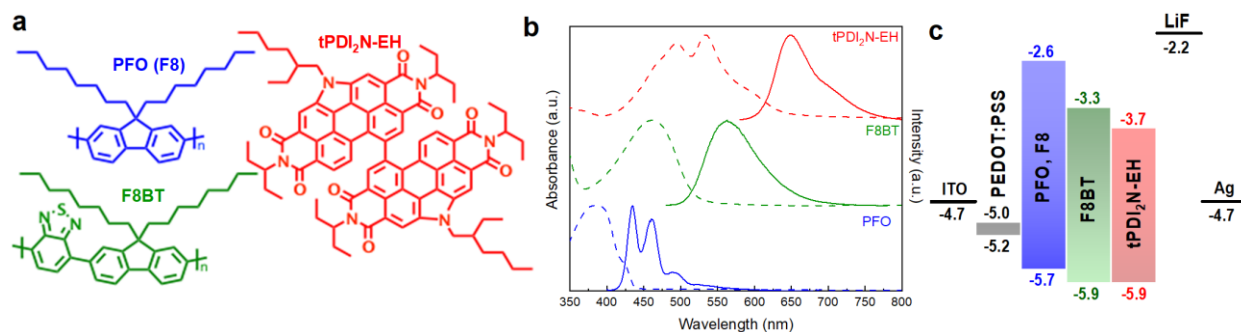 a
PFO (F8)
n
F8BT
N
S
N
n
tPDI₂N-EH
N
O
O
N
O
O
N
O
O
N
O
O
N
N
b
Absorbance (a.u.)
Intensity (a.u.)
tPDI₂N-EH
F8BT
PFO
350 400 450 500 550 600 650 700 750 800
Wavelength (nm)
c
LiF
-2.2
-2.6
-3.3
-3.7
ITO
-4.7
PEDOT:PSS
-5.0
-5.2
PFO, F8
F8BT
tPDI₂N-EH
Ag
-4.7
-5.7
-5.9
-5.9